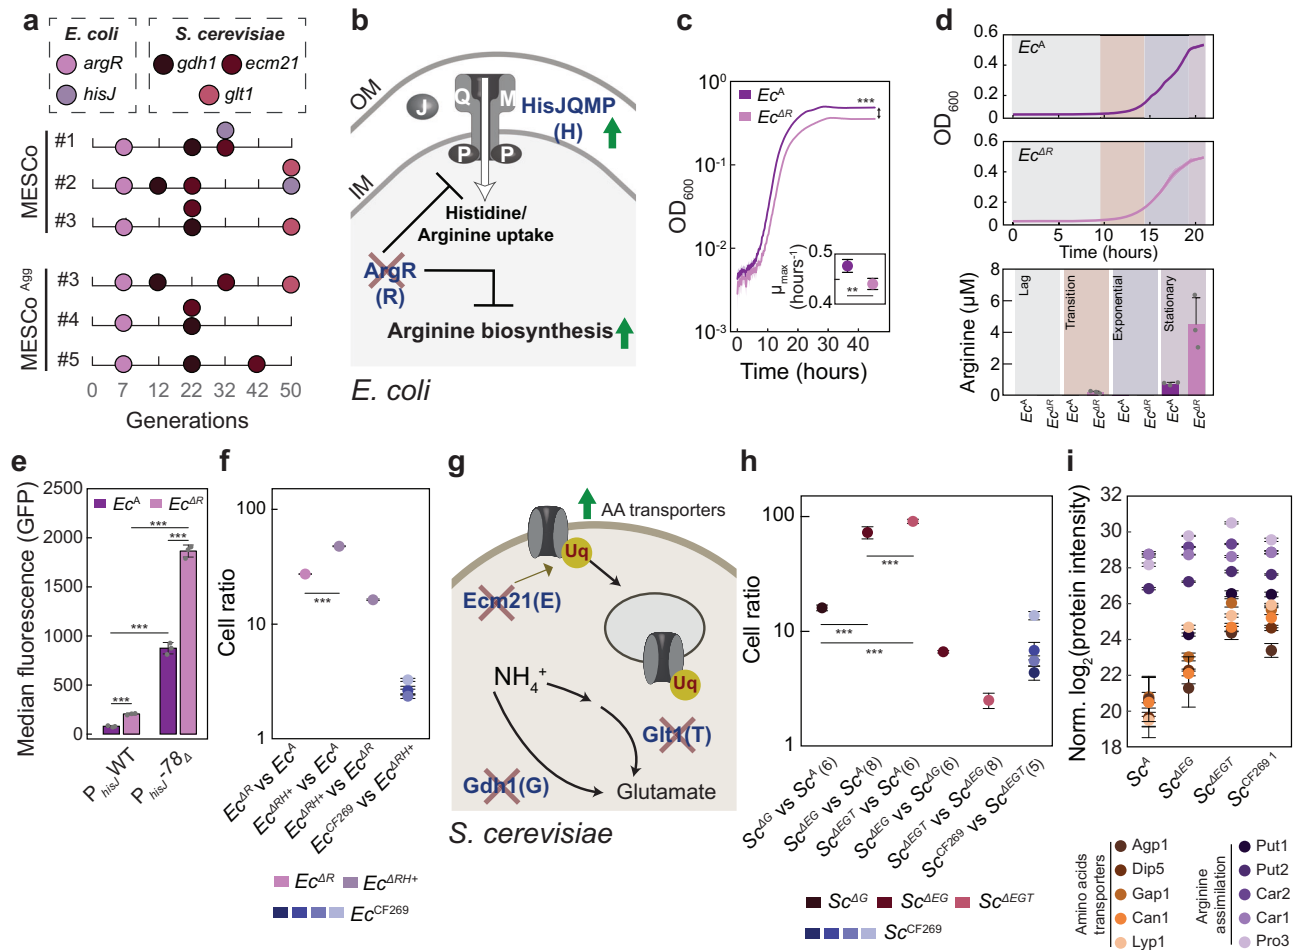 a
E. coli
S. cerevisiae
argR
gdh1
ecm21
hisJ
glt1
MESCo
#1
#2
#3
MESCo Agg
#3
#4
#5
0 7 12 22 32 42 50
Generations
b
OM
IM
J
Q
M
P
P
HisJQMP
(H)
Histidine/
Arginine uptake
ArgR
(R)
Arginine biosynthesis
E. coli
c
OD600
10^0
10^-1
10^-2
10^-3
Ec^A
Ec^ΔR
***
μmax
(hours^-1)
0.5
0.4
**
0 10 20 30 40
Time (hours)
d
OD600
0.6
0.4
0.2
0
Ec^A
0.6
0.4
0.2
0
Ec^ΔR
0 5 10 15 20
Time (hours)
Arginine (μM)
8
6
4
2
0
Lag
Transition
Exponential
Stationary
Ec^A
Ec^ΔR
Ec^A
Ec^ΔR
Ec^A
Ec^ΔR
Ec^A
Ec^ΔR
e
Median fluorescence (GFP)
2500
2000
1500
1000
500
0
Ec^A
Ec^ΔR
***
***
***
***
P hisJ WT
P hisJ -78Δ
f
Cell ratio
100
10
1
***
Ec^ΔR vs Ec^A
Ec^ΔRH+ vs Ec^A
Ec^ΔRH+ vs Ec^ΔR
Ec^CF269 vs Ec^ΔRH+
Ec^ΔR
Ec^ΔRH+
Ec^CF269
g
AA transporters
Uq
Ecm21(E)
Uq
NH4+
Glt1(T)
Gdh1(G)
Glutamate
S. cerevisiae
h
Cell ratio
100
10
1
***
***
***
Sc^ΔG vs Sc^A (6)
Sc^ΔEG vs Sc^A (8)
Sc^ΔEGT vs Sc^A (6)
Sc^ΔEG vs Sc^ΔG (6)
Sc^ΔEGT vs Sc^ΔEG (8)
Sc^CF269 vs Sc^ΔEGT (5)
Sc^ΔG
Sc^ΔEG
Sc^ΔEGT
Sc^CF269
i
Norm. log2(protein intensity)
32
30
28
26
24
22
20
18
Sc^A
Sc^ΔEG
Sc^ΔEGT
Sc^CF269 1
Amino acids
transporters
Agp1
Dip5
Gap1
Can1
Lyp1
Arginine
assimilation
Put1
Put2
Car2
Car1
Pro3